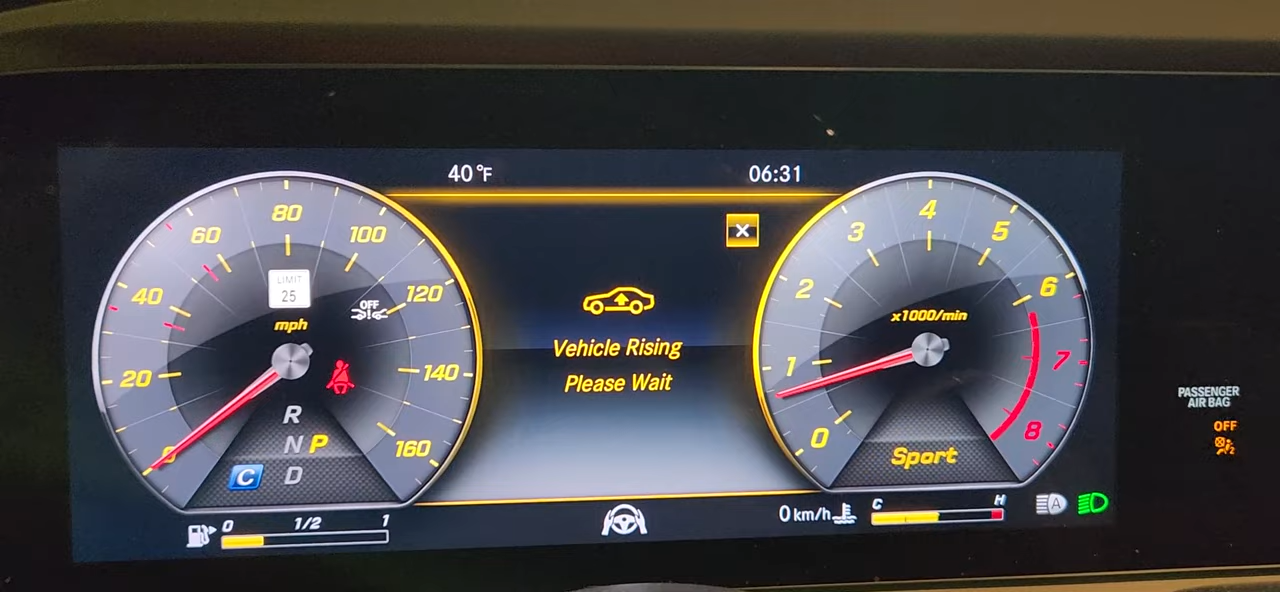 40°F
06:31
20
40
60
80
100
120
140
160
0
LIMIT
25
mph
OFF
R
N P
D
C
Vehicle Rising
Please Wait
0
1
2
3
4
5
6
7
8
x1000/min
Sport
0 1/2 1
0 km/h
C H
A
PASSENGER
AIR BAG
OFF
2